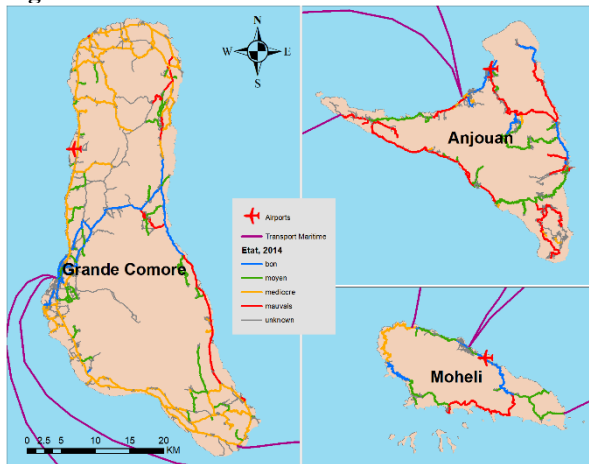 N
W E
S
Grande Comore
Anjouan
Moheli
Airports
Transport Maritime
Etat, 2014
bon
moyen
mediocre
mauvais
unknown
0 2.5 5 10 15 20
KM